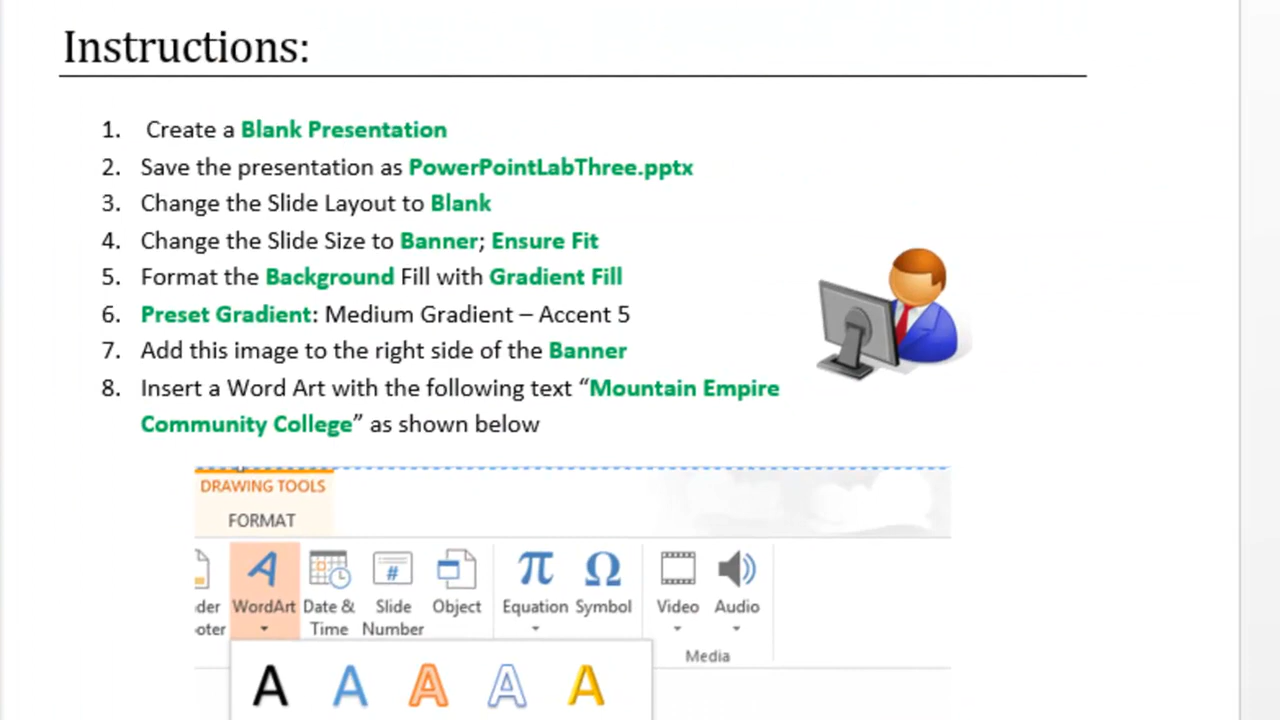 Instructions:
1. Create a Blank Presentation
2. Save the presentation as PowerPointLabThree.pptx
3. Change the Slide Layout to Blank
4. Change the Slide Size to Banner; Ensure Fit
5. Format the Background Fill with Gradient Fill
6. Preset Gradient: Medium Gradient – Accent 5
7. Add this image to the right side of the Banner
8. Insert a Word Art with the following text “Mountain Empire
Community College” as shown below
DRAWING TOOLS
FORMAT
der WordArt Date & Slide Object Equation Symbol Video Audio
oter Time Number
Media
A A A A A